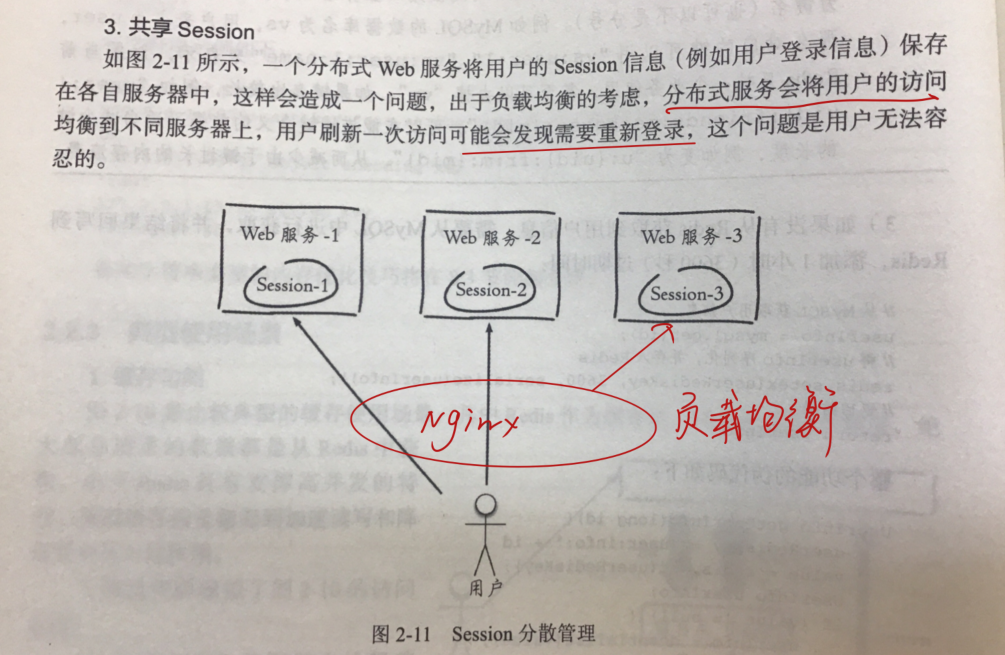 3. 共享 Session
如图 2-11 所示，一个分布式 Web 服务将用户的 Session 信息（例如用户登录信息）保存
在各自服务器中，这样会造成一个问题，出于负载均衡的考虑，分布式服务会将用户的访问
均衡到不同服务器上，用户刷新一次访问可能会发现需要重新登录，这个问题是用户无法容
忍的。
Web 服务 -1
Web 服务 -2
Web 服务 -3
Session-1
Session-2
Session-3
Nginx
负载均衡
用户
图 2-11 Session 分散管理